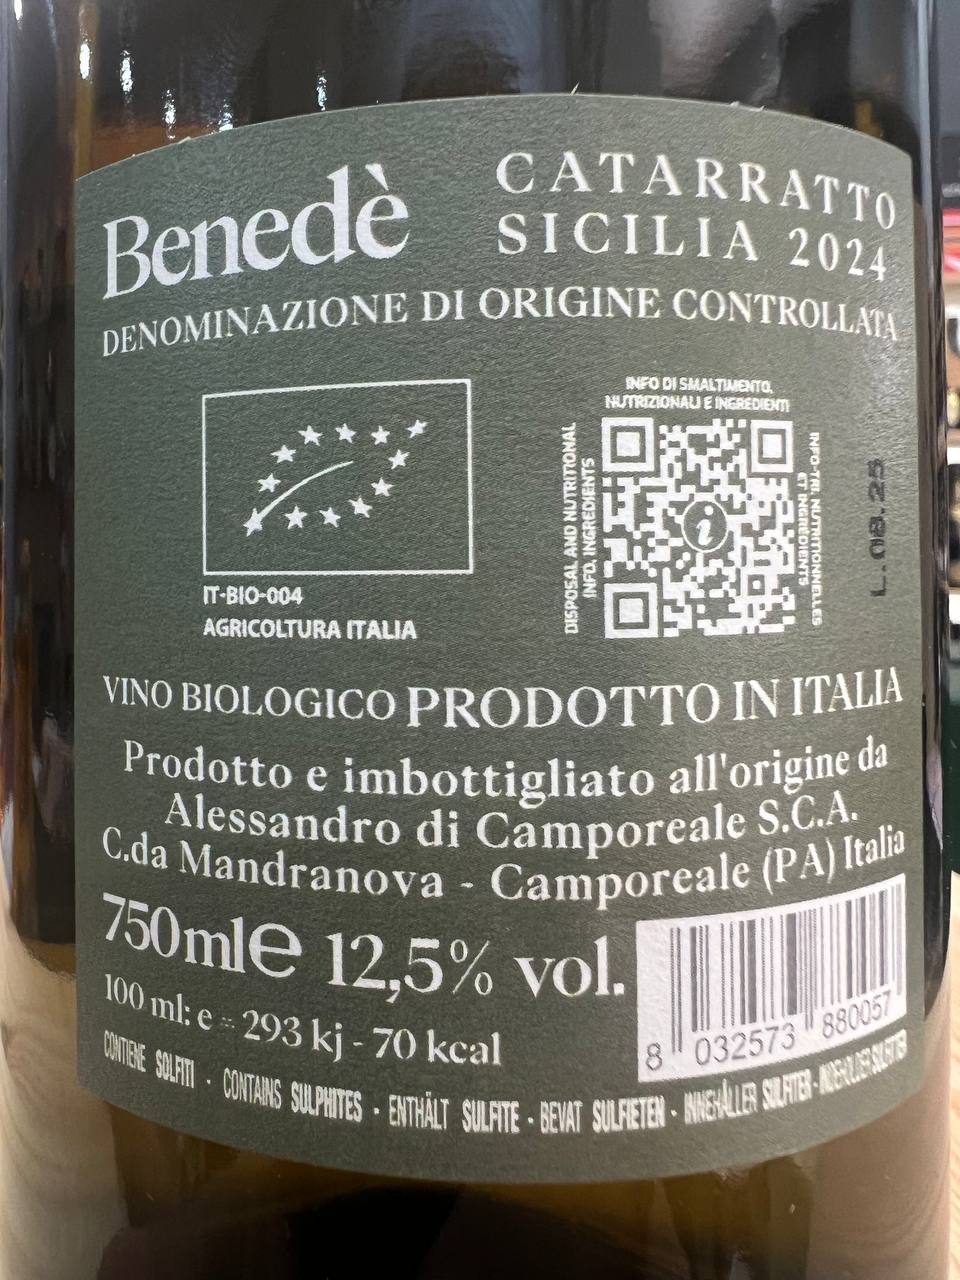 Benedè
CATARRATTO
SICILIA 2024
DENOMINAZIONE DI ORIGINE CONTROLLATA
INFO DI SMALTIMENTO,
NUTRIZIONALI E INGREDIENTI
DISPOSAL AND NUTRITIONAL
INFO, INGREDIENTS
INFO-TRI, NUTRITIONNELLES
ET INGRÉDIENTS
i
L.08.25
IT-BIO-004
AGRICOLTURA ITALIA
VINO BIOLOGICO PRODOTTO IN ITALIA
Prodotto e imbottigliato all'origine da
Alessandro di Camporeale S.C.A.
C.da Mandranova - Camporeale (PA) Italia
750ml e 12,5% vol.
100 ml: e = 293 kj - 70 kcal
8 032573 880057
CONTIENE SOLFITI · CONTAINS SULPHITES · ENTHÄLT SULFITE · BEVAT SULFIETEN · INNEHÅLLER SULFITER · INDEHOLDER SULFITTER